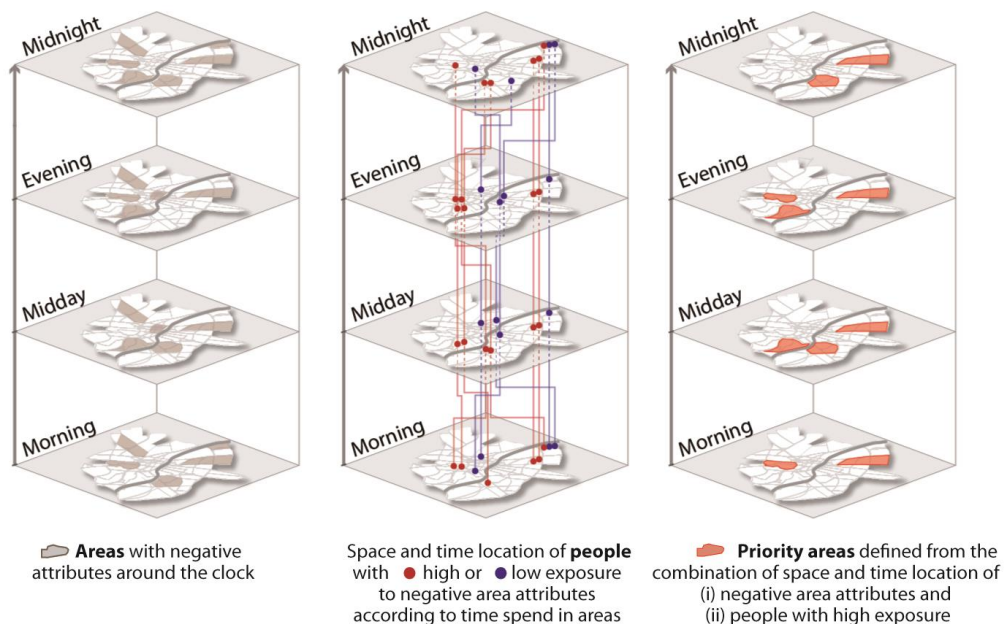 Midnight
Evening
Midday
Morning
Areas with negative
attributes around the clock
Midnight
Evening
Midday
Morning
Space and time location of people
with high or low exposure
to negative area attributes
according to time spend in areas
Midnight
Evening
Midday
Morning
Priority areas defined from the
combination of space and time location of
(i) negative area attributes and
(ii) people with high exposure